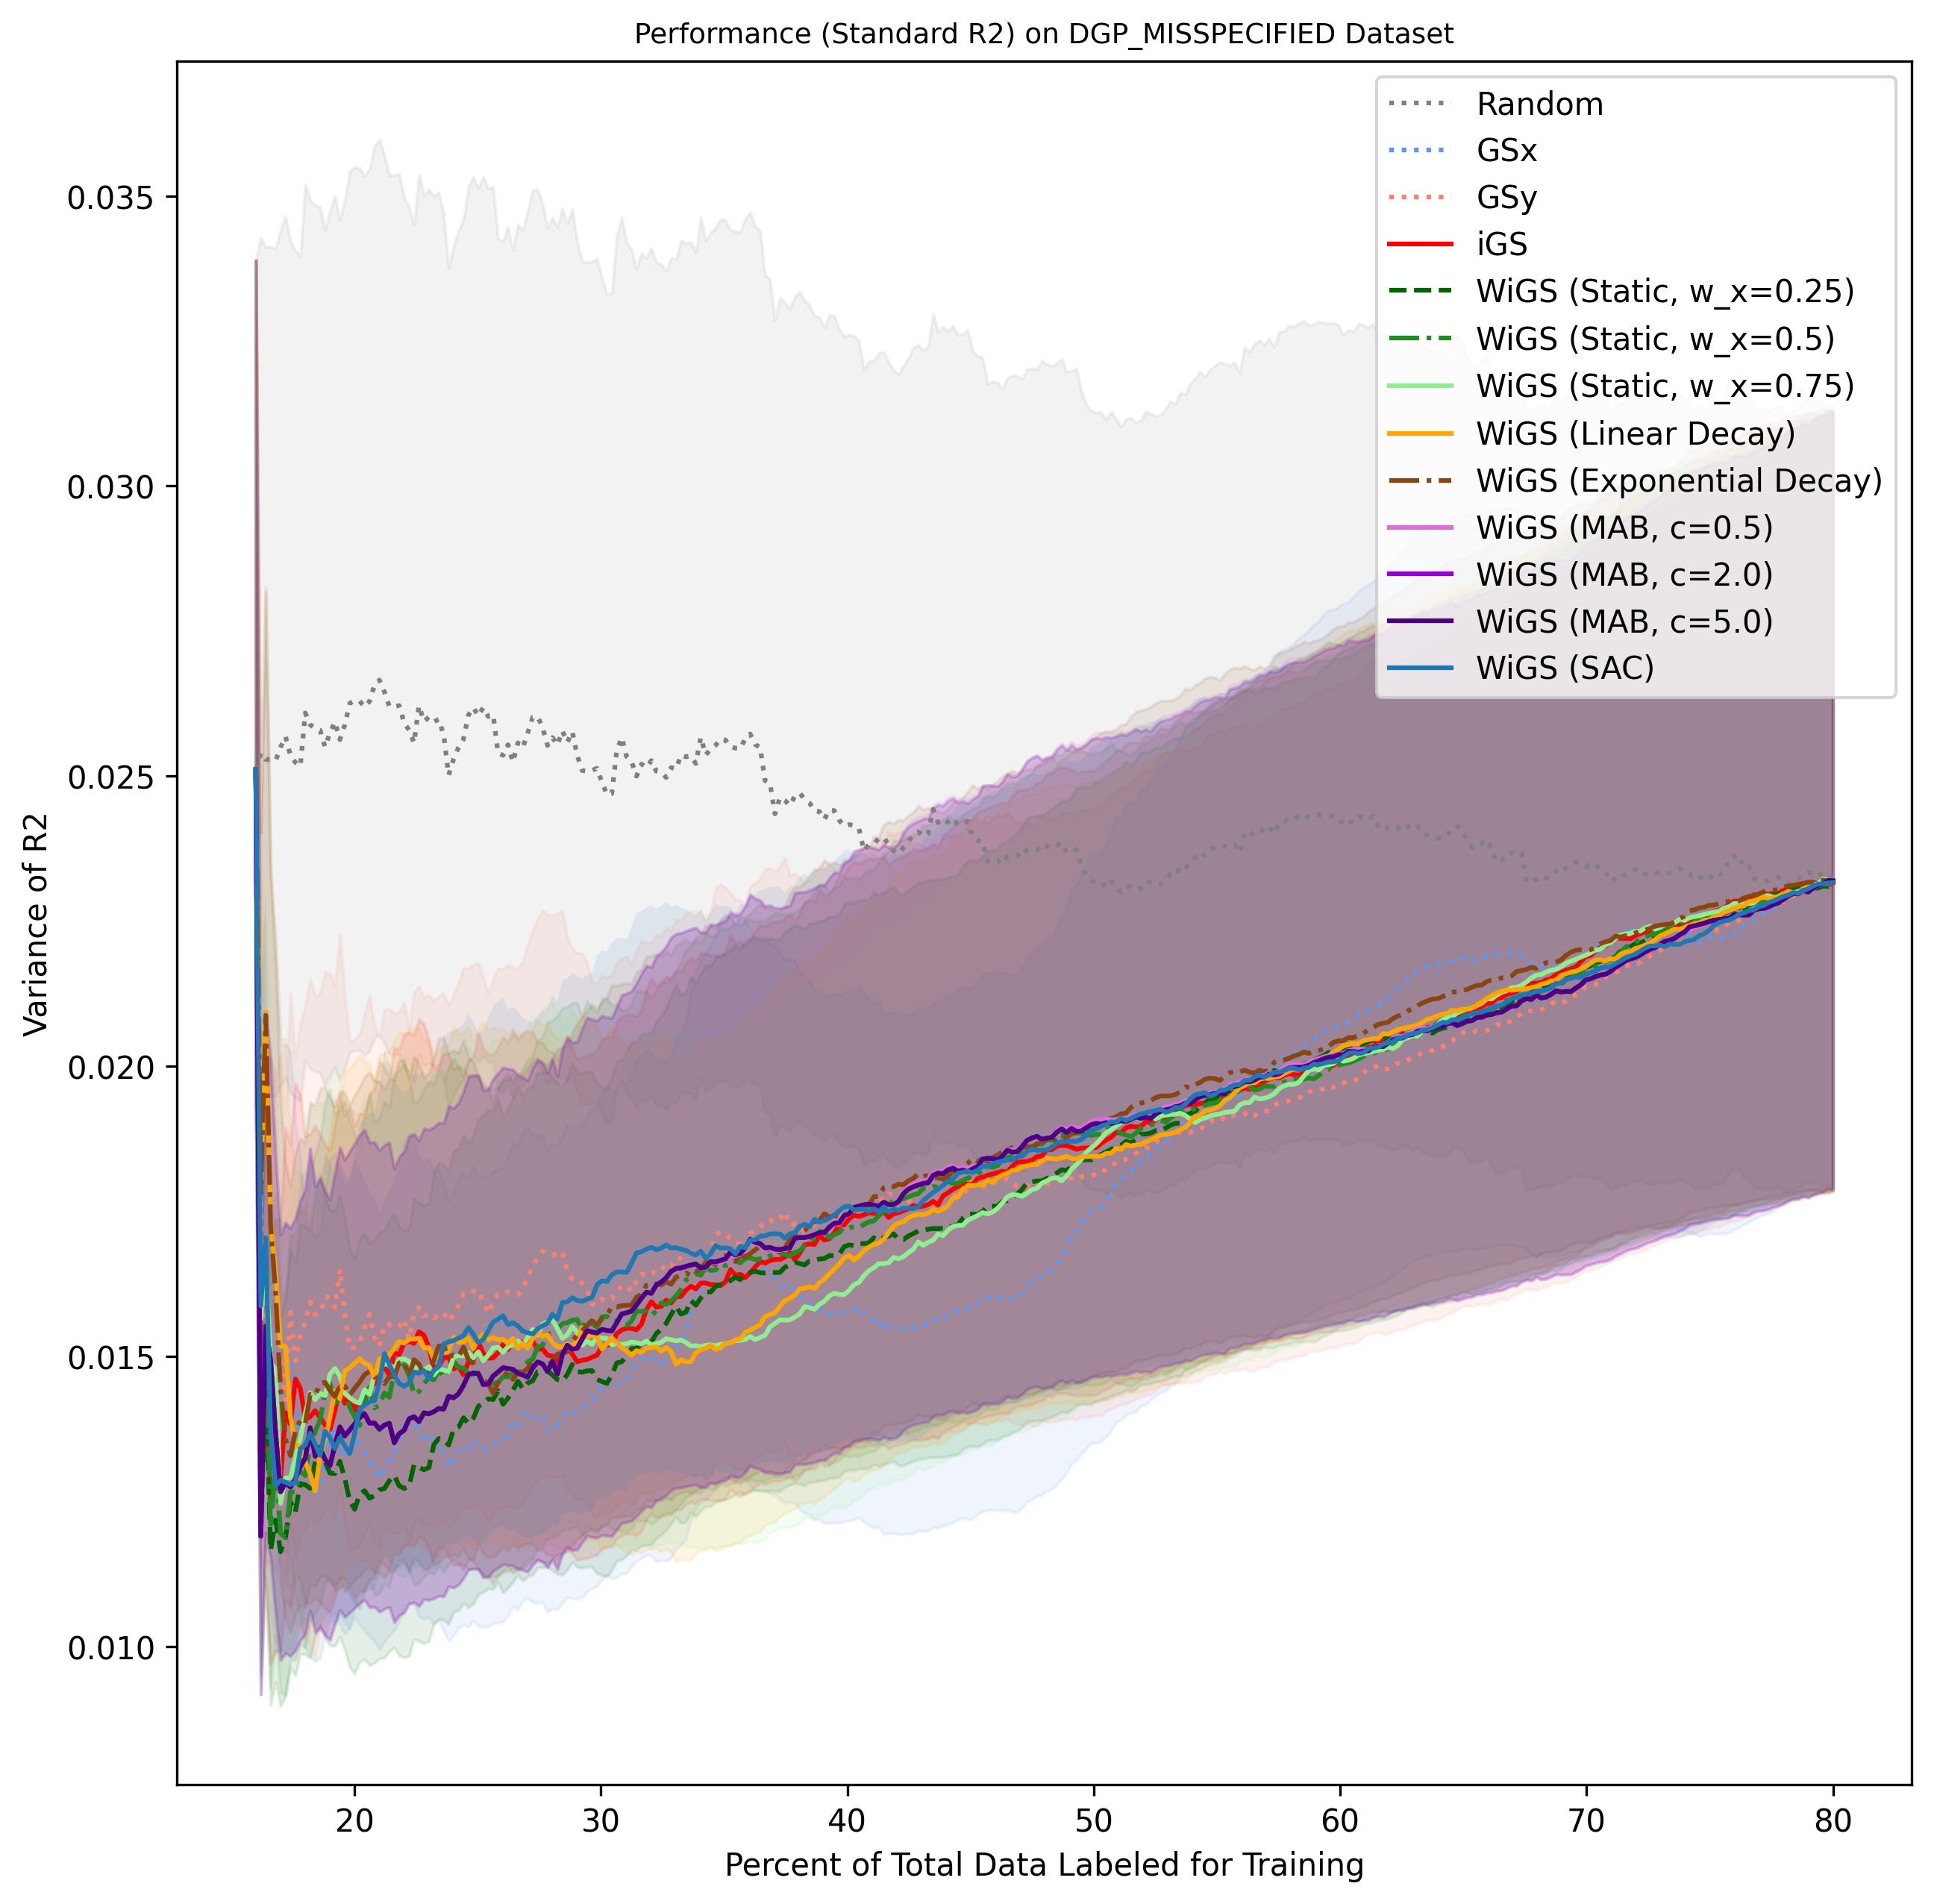 Performance (Standard R2) on DGP_MISSPECIFIED Dataset
Variance of R2
0.035
0.030
0.025
0.020
0.015
0.010
Random
GSx
GSy
iGS
WiGS (Static, w_x=0.25)
WiGS (Static, w_x=0.5)
WiGS (Static, w_x=0.75)
WiGS (Linear Decay)
WiGS (Exponential Decay)
WiGS (MAB, c=0.5)
WiGS (MAB, c=2.0)
WiGS (MAB, c=5.0)
WiGS (SAC)
20 30 40 50 60 70 80
Percent of Total Data Labeled for Training